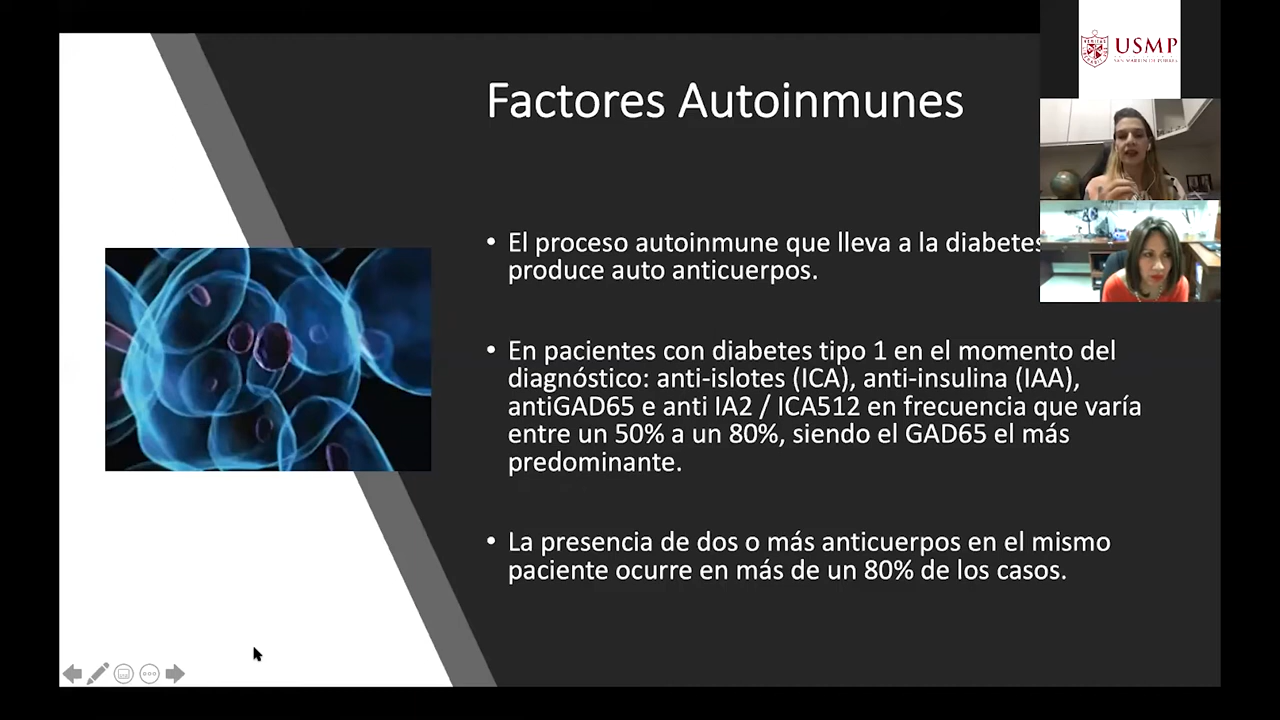 USMP
SAN MARTIN DE PORRES
Factores Autoinmunes
• El proceso autoinmune que lleva a la diabetes
produce auto anticuerpos.
• En pacientes con diabetes tipo 1 en el momento del
diagnóstico: anti-islotes (ICA), anti-insulina (IAA),
antiGAD65 e anti IA2 / ICA512 en frecuencia que varía
entre un 50% a un 80%, siendo el GAD65 el más
predominante.
• La presencia de dos o más anticuerpos en el mismo
paciente ocurre en más de un 80% de los casos.